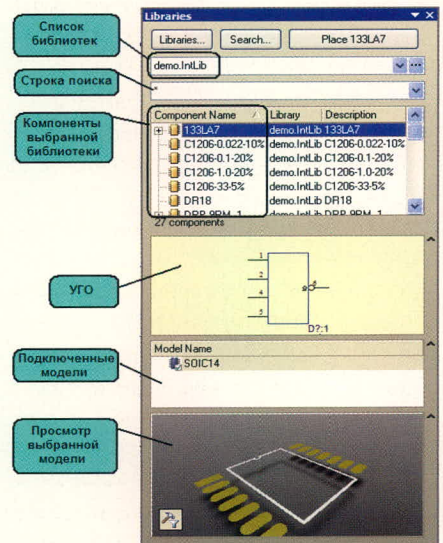 Libraries
Список
библиотек
Libraries... Search... Place 133LA7
demo.IntLib
Строка поиска
*
Компоненты
выбранной
библиотеки
Component Name Library Description
133LA7 demo.IntLib 133LA7
C1206-0.022-10% demo.IntLib C1206-0.022-10%
C1206-0.1-20% demo.IntLib C1206-0.1-20%
C1206-1.0-20% demo.IntLib C1206-1.0-20%
C1206-33-5% demo.IntLib C1206-33-5%
DR18 demo.IntLib DR18
demo.IntLib
27 components
УГО
1
2
4
5
D?:1
Подключенные
модели
Model Name
SOIC14
Просмотр
выбранной
модели